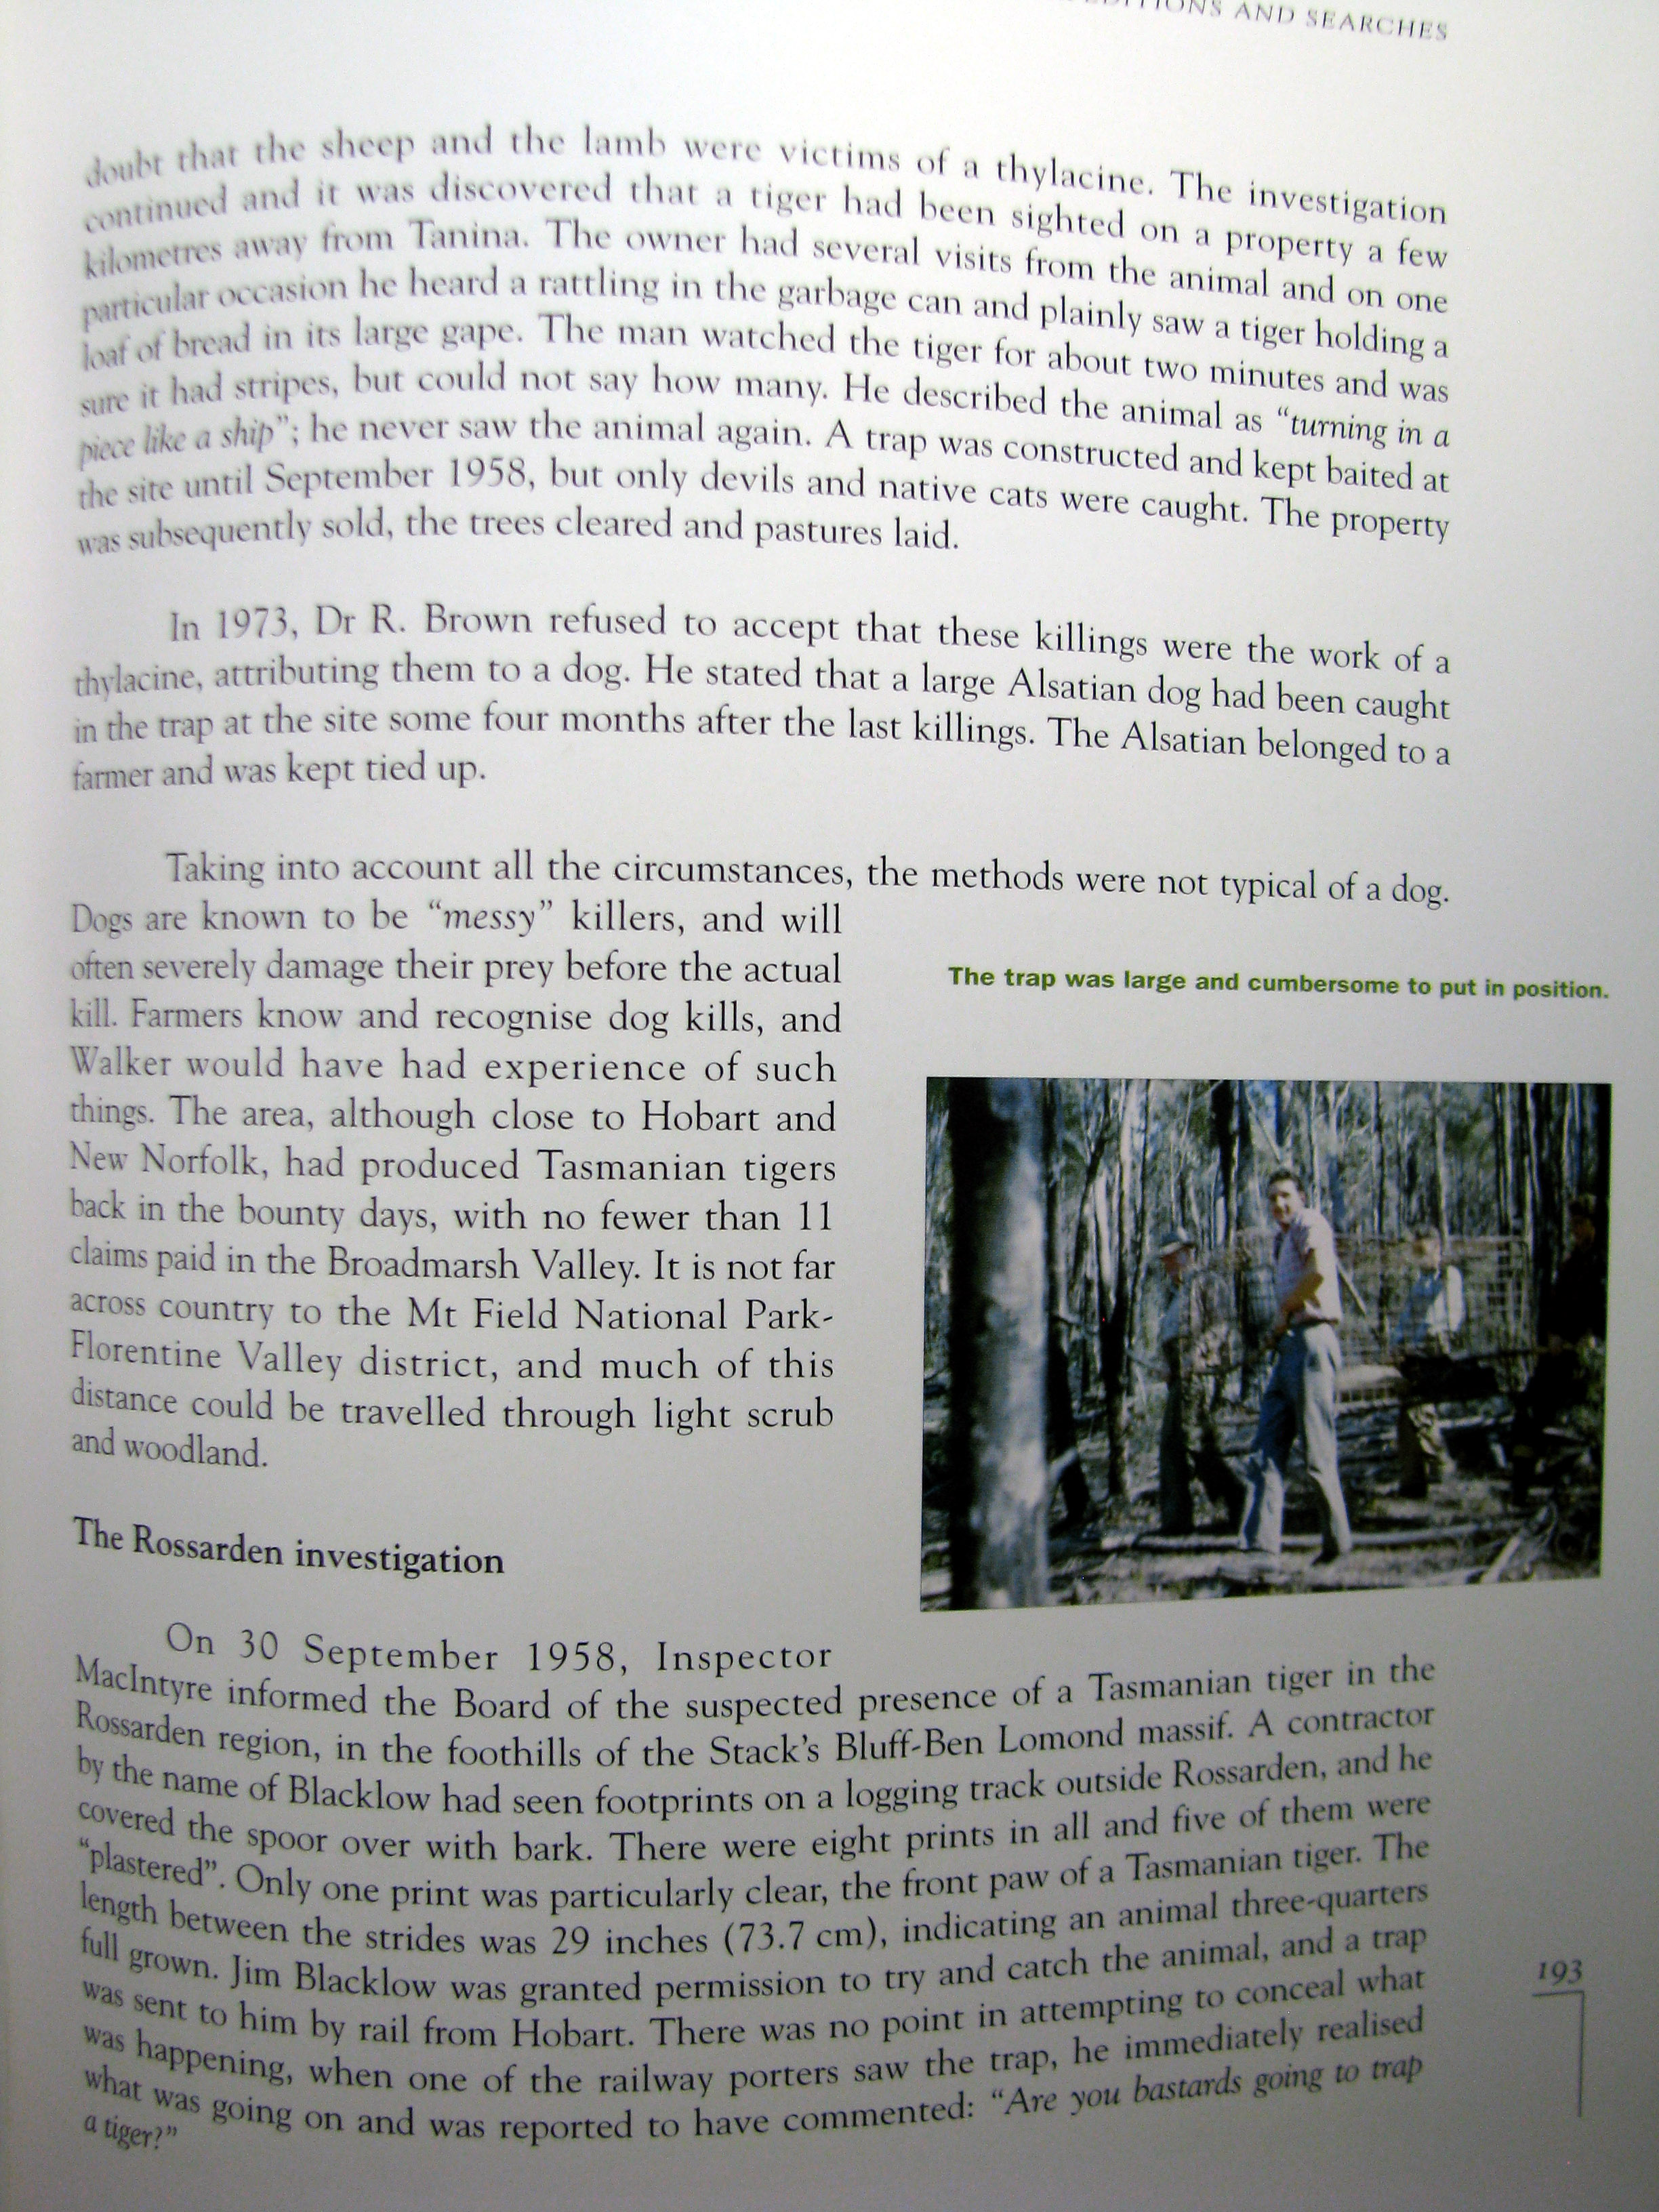 AND SEARCHES
doubt that the sheep and the lamb were victims of a thylacine. The investigation
continued and it was discovered that a tiger had been sighted on a property a few
kilometres away from Tanina. The owner had several visits from the animal and on one
particular occasion he heard a rattling in the garbage can and plainly saw a tiger holding a
loaf of bread in its large gape. The man watched the tiger for about two minutes and was
sure it had stripes, but could not say how many. He described the animal as “turning in a
piece like a ship”; he never saw the animal again. A trap was constructed and kept baited at
the site until September 1958, but only devils and native cats were caught. The property
was subsequently sold, the trees cleared and pastures laid.
In 1973, Dr R. Brown refused to accept that these killings were the work of a
thylacine, attributing them to a dog. He stated that a large Alsatian dog had been caught
in the trap at the site some four months after the last killings. The Alsatian belonged to a
farmer and was kept tied up.
Taking into account all the circumstances, the methods were not typical of a dog.
Dogs are known to be “messy” killers, and will
often severely damage their prey before the actual
kill. Farmers know and recognise dog kills, and
Walker would have had experience of such
things. The area, although close to Hobart and
New Norfolk, had produced Tasmanian tigers
back in the bounty days, with no fewer than 11
claims paid in the Broadmarsh Valley. It is not far
across country to the Mt Field National Park-
Florentine Valley district, and much of this
distance could be travelled through light scrub
and woodland.
The trap was large and cumbersome to put in position.
The Rossarden investigation
On 30 September 1958, Inspector
MacIntyre informed the Board of the suspected presence of a Tasmanian tiger in the
Rossarden region, in the foothills of the Stack’s Bluff-Ben Lomond massif. A contractor
by the name of Blacklow had seen footprints on a logging track outside Rossarden, and he
covered the spoor over with bark. There were eight prints in all and five of them were
“plastered”. Only one print was particularly clear, the front paw of a Tasmanian tiger. The
length between the strides was 29 inches (73.7 cm), indicating an animal three-quarters
full grown. Jim Blacklow was granted permission to try and catch the animal, and a trap
was sent to him by rail from Hobart. There was no point in attempting to conceal what
was happening, when one of the railway porters saw the trap, he immediately realised
what was going on and was reported to have commented: “Are you bastards going to trap
a tiger?”
193